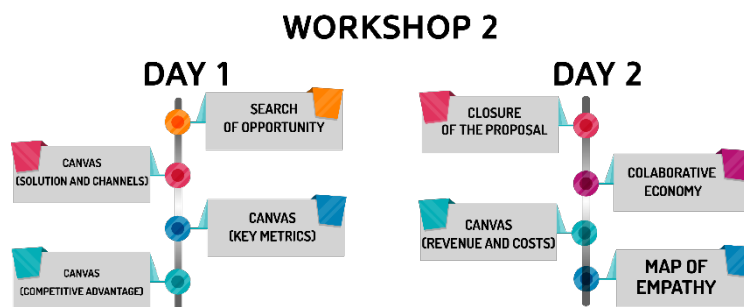 WORKSHOP 2
DAY 1
SEARCH
OF OPPORTUNITY
CANVAS
(SOLUTION AND CHANNELS)
CANVAS
(KEY METRICS)
CANVAS
(COMPETITIVE ADVANTAGE)
DAY 2
CLOSURE
OF THE PROPOSAL
COLABORATIVE
ECONOMY
CANVAS
(REVENUE AND COSTS)
MAP OF
EMPATHY